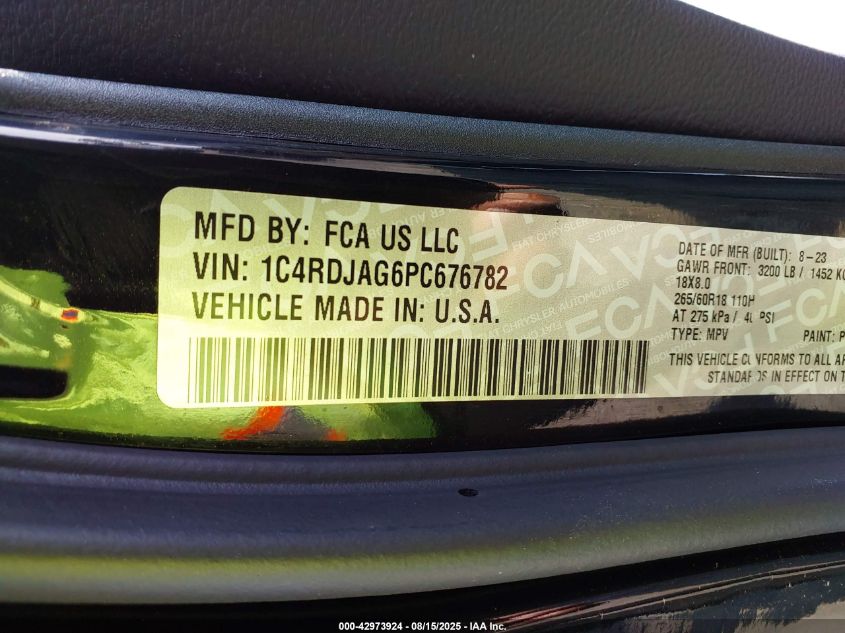 MFD BY: FCA US LLC
VIN: 1C4RDJAG6PC676782
VEHICLE MADE IN: U.S.A.
DATE OF MFR (BUILT): 8-23
GAWR FRONT: 3200 LB / 1452 KG
18X8.0
265/60R18 110H
AT 275 kPa / 40 PSI
TYPE: MPV PAINT: P
THIS VEHICLE CONFORMS TO ALL
STANDARDS IN EFFECT ON
000-42973924 - 08/15/2025 - IAA Inc.